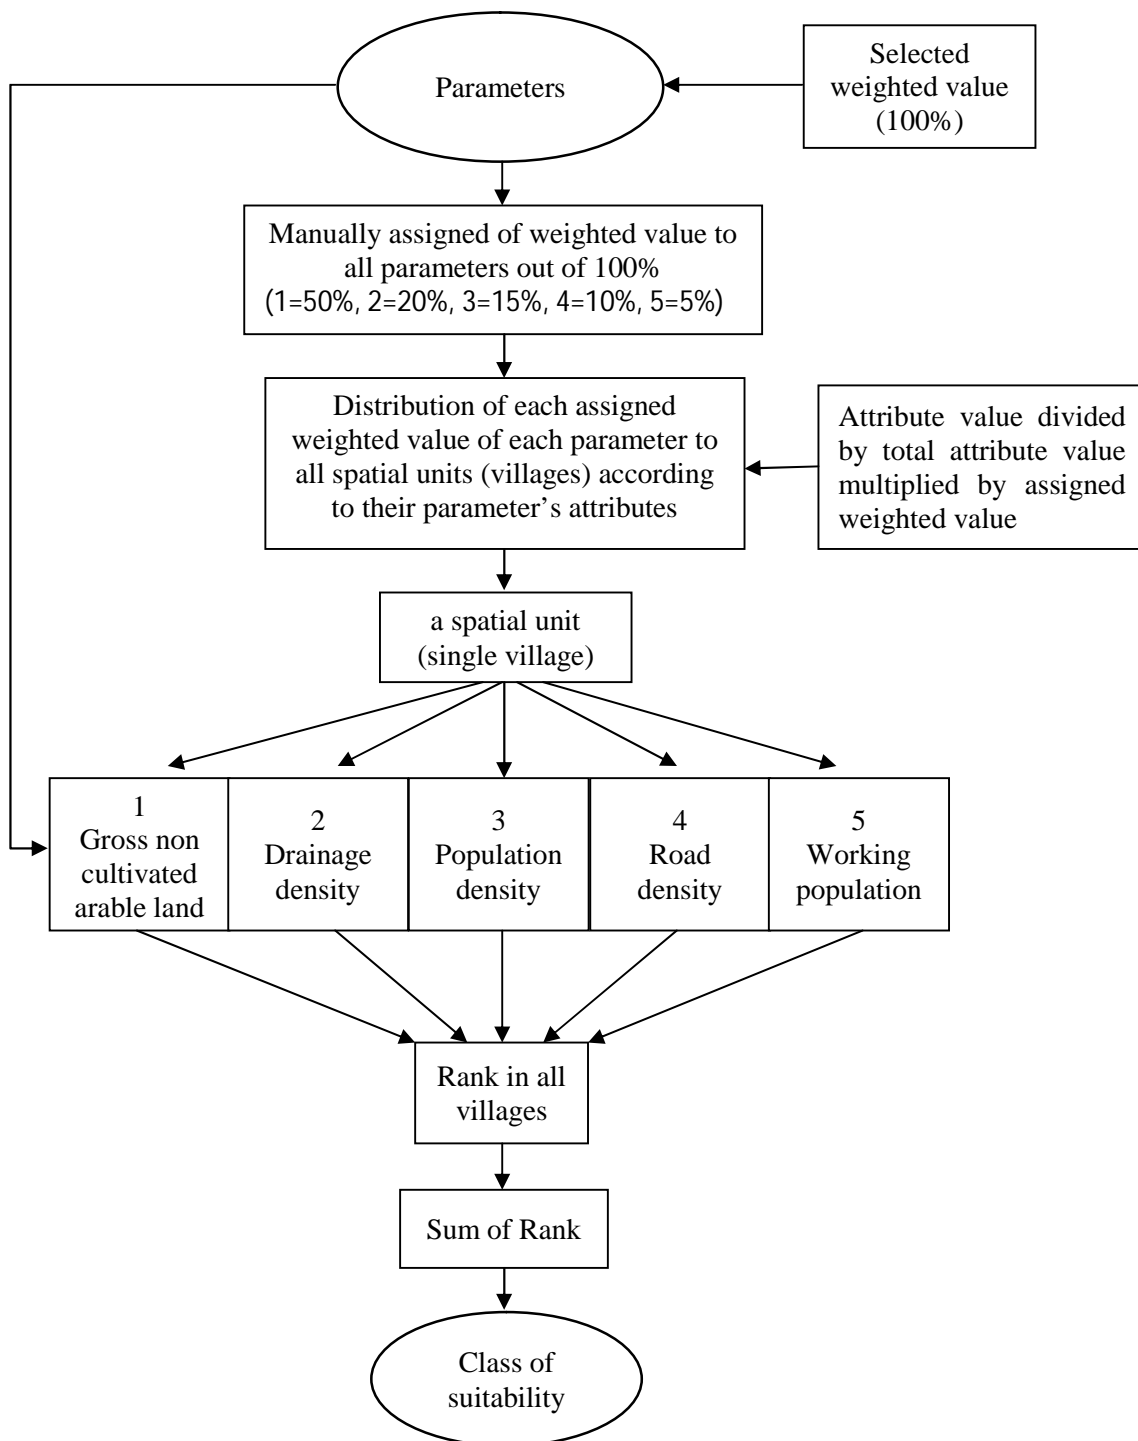 Parameters
Selected
weighted value
(100%)
Manually assigned of weighted value to
all parameters out of 100%
(1=50%, 2=20%, 3=15%, 4=10%, 5=5%)
Distribution of each assigned
weighted value of each parameter to
all spatial units (villages) according
to their parameter’s attributes
Attribute value divided
by total attribute value
multiplied by assigned
weighted value
a spatial unit
(single village)
1
Gross non
cultivated
arable land
2
Drainage
density
3
Population
density
4
Road
density
5
Working
population
Rank in all
villages
Sum of Rank
Class of
suitability